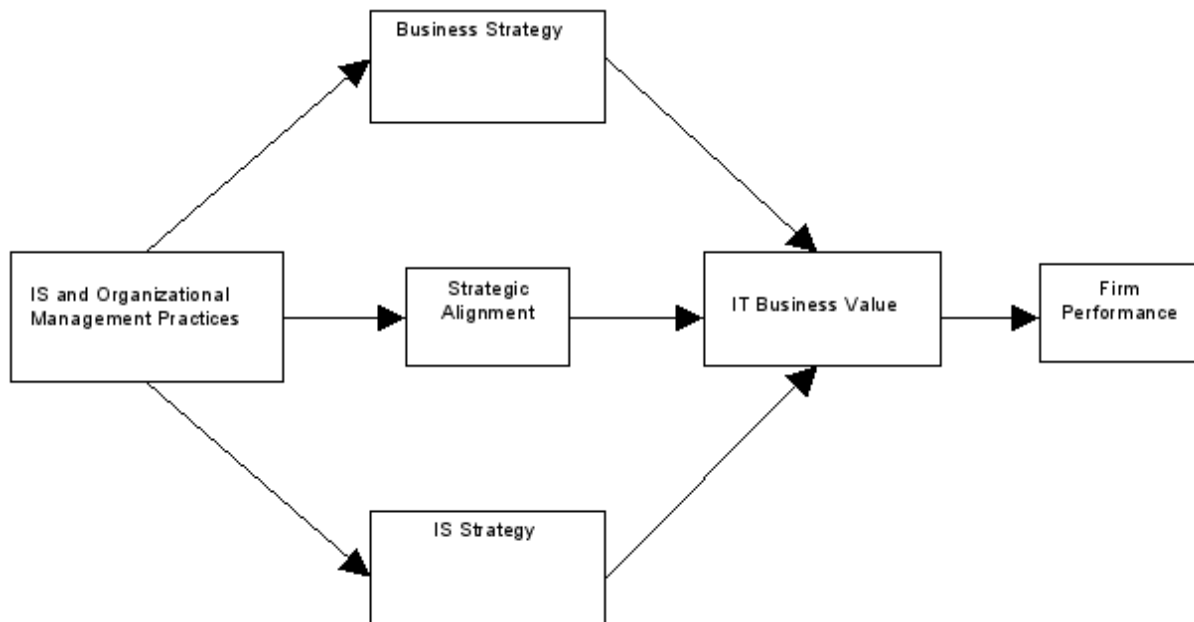 Business Strategy
IS and Organizational
Management Practices
Strategic
Alignment
IT Business Value
Firm
Performance
IS Strategy